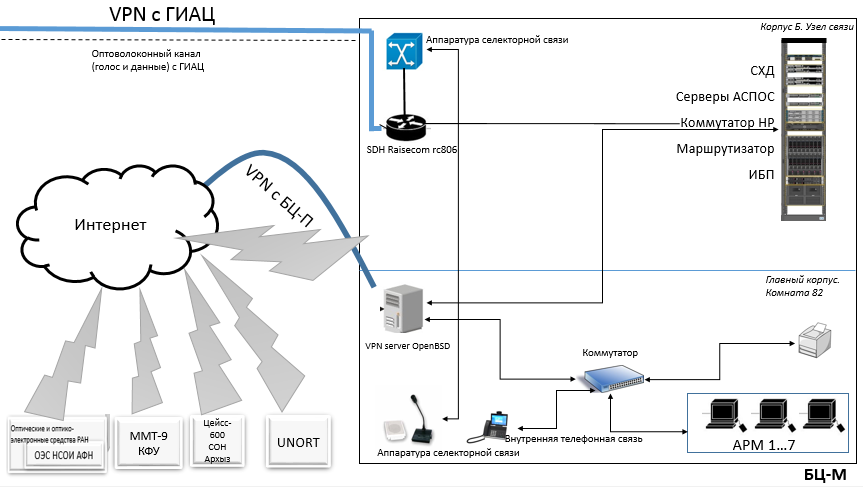 VPN с ГИАЦ
Оптоволоконный канал
(голос и данные) с ГИАЦ
Аппаратура селекторной связи
SDH Raisecom rc806
Корпус Б. Узел связи
СХД
Серверы АСПОС
Коммутатор HP
Маршрутизатор
ИБП
Интернет
VPN с БЦ-П
Главный корпус.
Комната 82
VPN server OpenBSD
Коммутатор
Внутренняя телефонная связь
Аппаратура селекторной связи
АРМ 1...7
БЦ-М
Оптические и оптико-
электронные средства РАН
ОЭС НСОИ АФН
ММТ-9
КФУ
Цейсс-
600
СОН
Архыз
UNORT